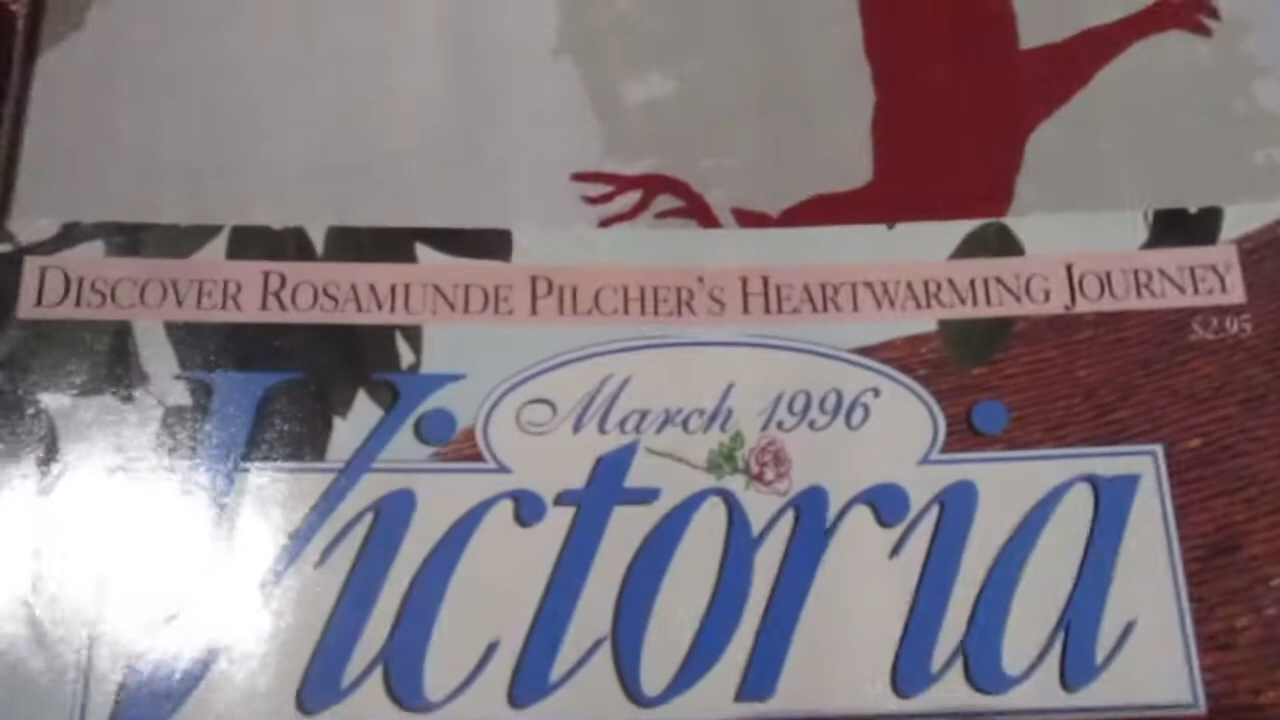 DISCOVER ROSAMUNDE PILCHER'S HEARTWARMING JOURNEY
$2.95
March 1996
Victoria